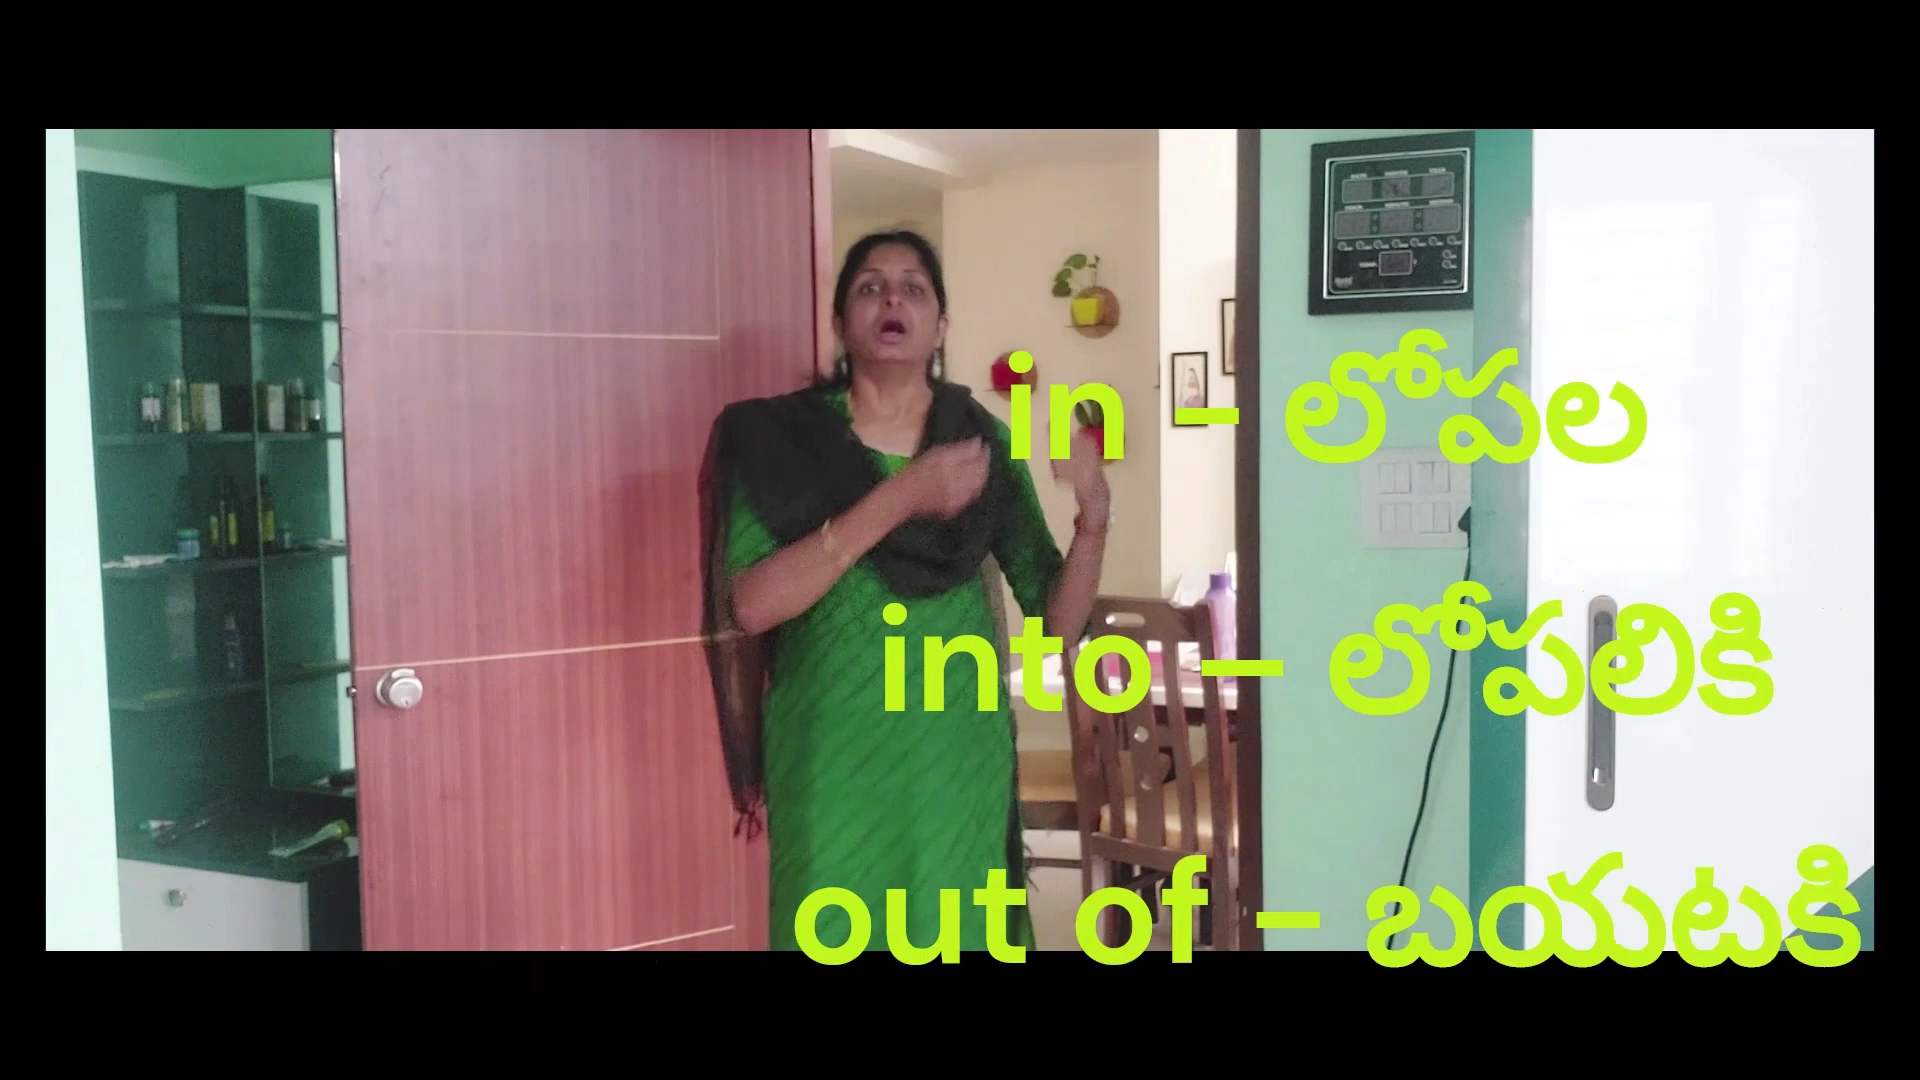 in – లోపల
into – లోపలికి
out of – బయటకి